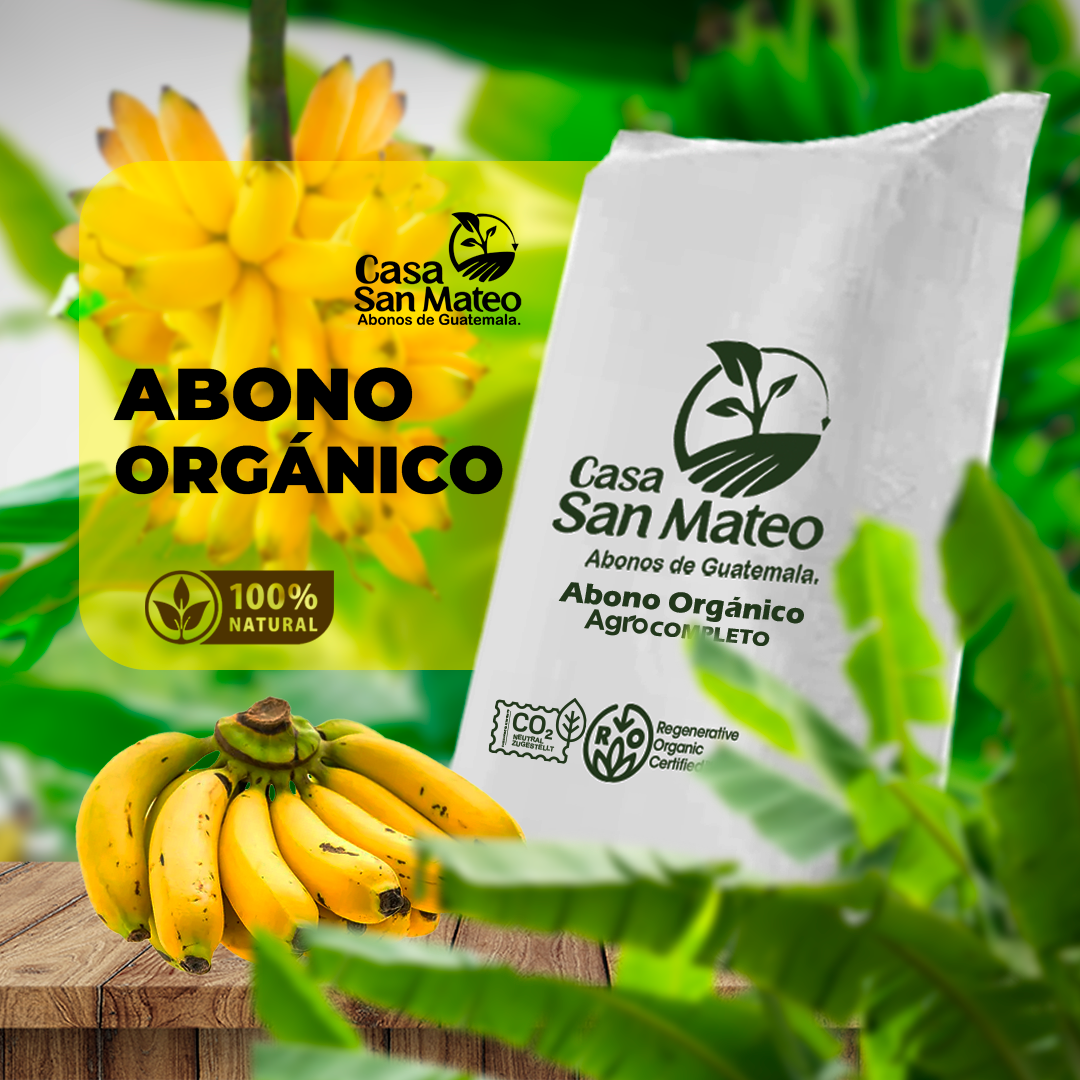 Casa
San Mateo
Abonos de Guatemala.
ABONO
ORGÁNICO
100%
NATURAL
Casa
San Mateo
Abonos de Guatemala.
Abono Orgánico
AgroCOMPLETO
CO₂
NEUTRAL
ZUGESTELLT
R O
Regenerative
Organic
Certified